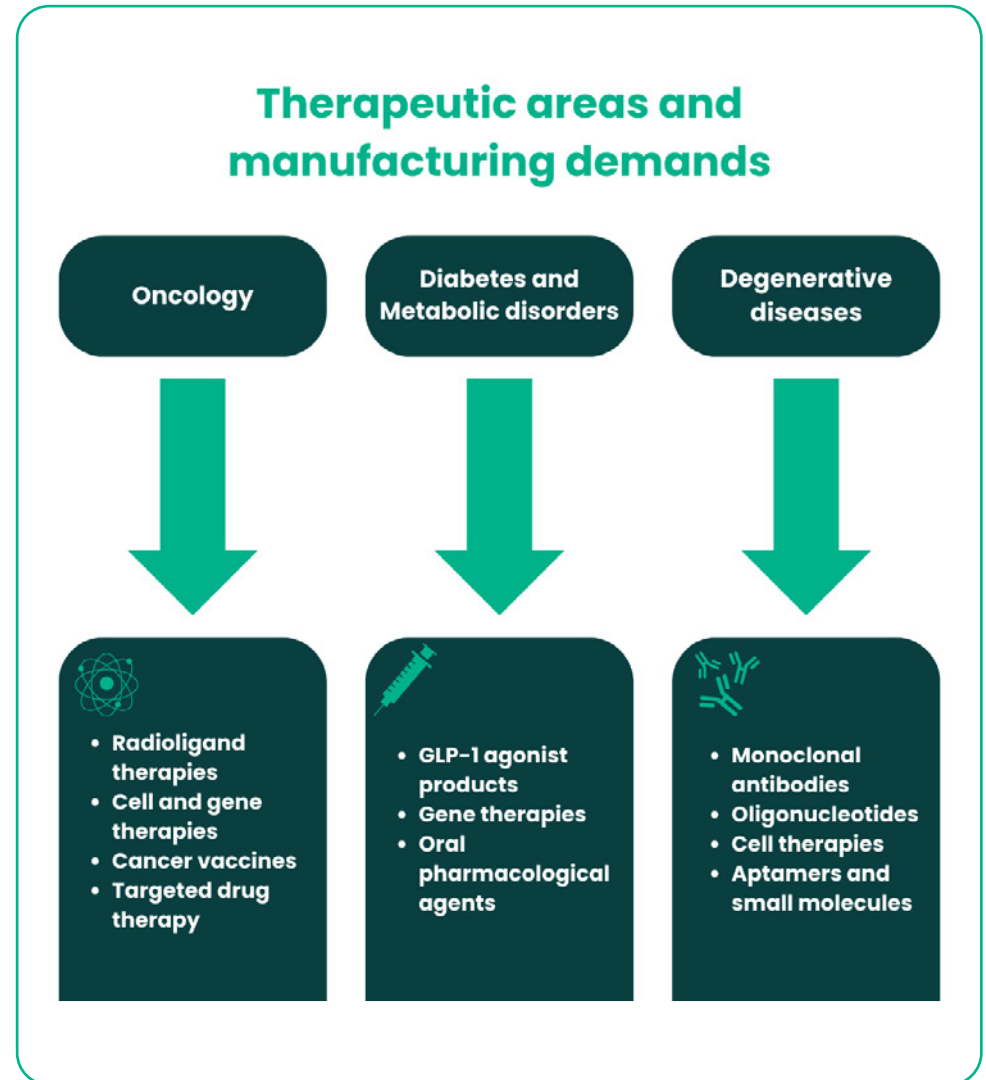 Therapeutic areas and
manufacturing demands
Oncology
Diabetes and
Metabolic disorders
Degenerative
diseases
• Radioligand
therapies
• Cell and gene
therapies
• Cancer vaccines
• Targeted drug
therapy
• GLP-1 agonist
products
• Gene therapies
• Oral
pharmacological
agents
• Monoclonal
antibodies
• Oligonucleotides
• Cell therapies
• Aptamers and
small molecules